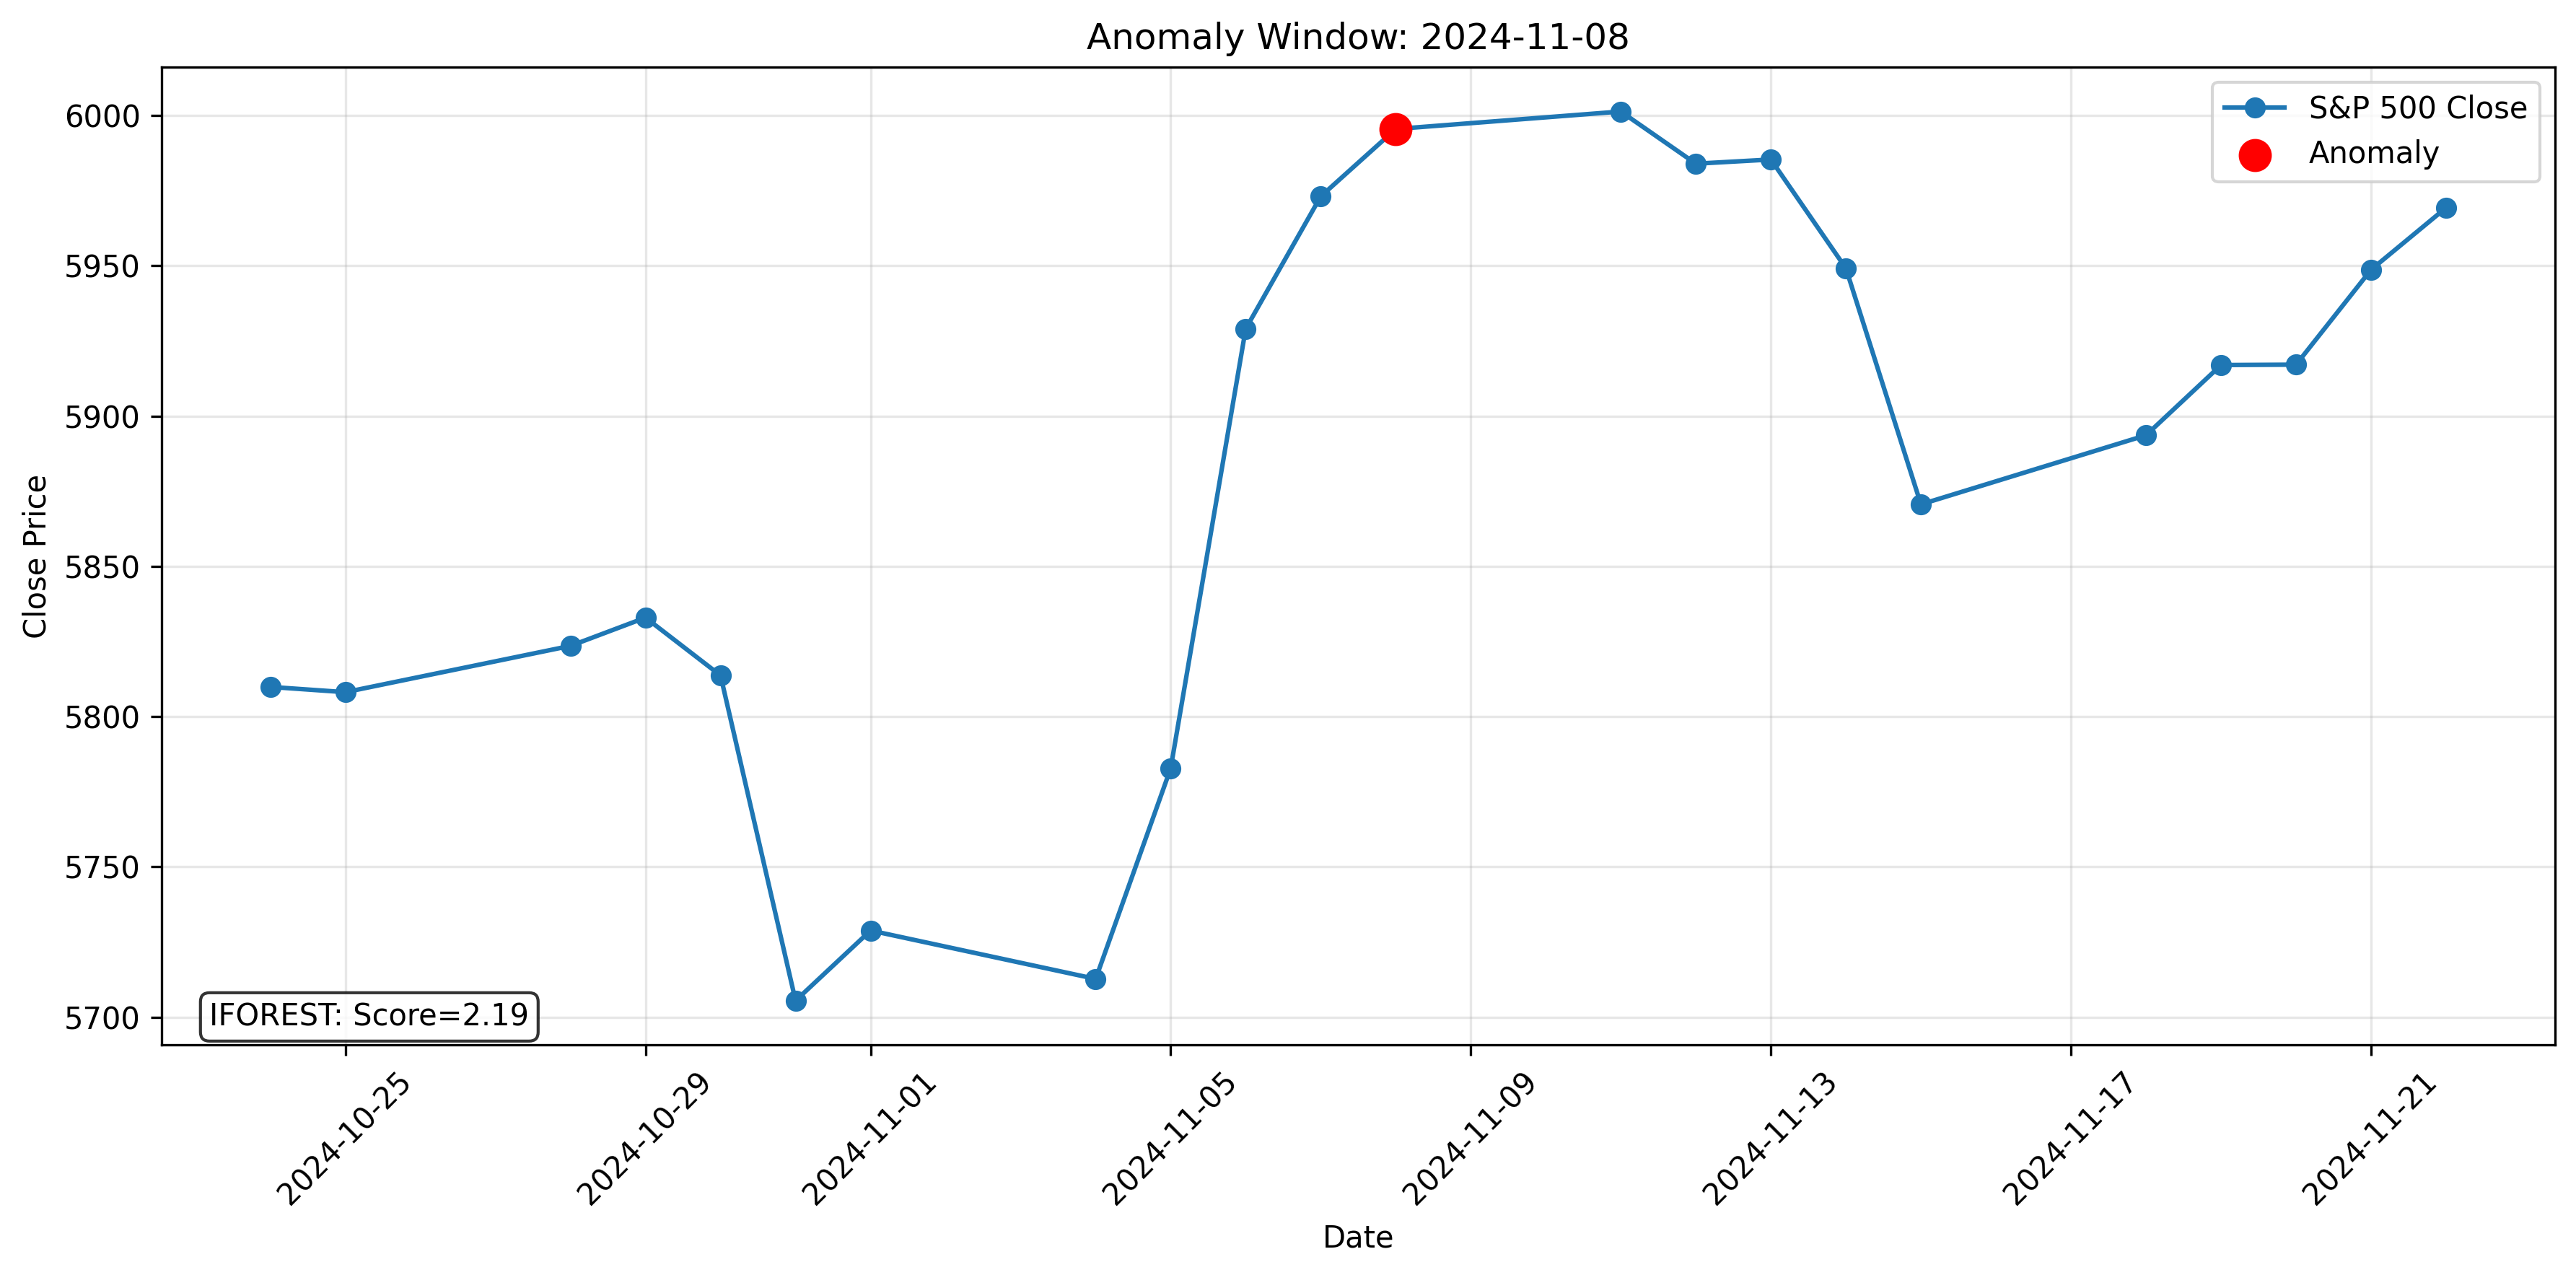 Anomaly Window: 2024-11-08
S&P 500 Close
Anomaly
Close Price
6000
5950
5900
5850
5800
5750
5700
IFOREST: Score=2.19
2024-10-25
2024-10-29
2024-11-01
2024-11-05
2024-11-09
2024-11-13
2024-11-17
2024-11-21
Date